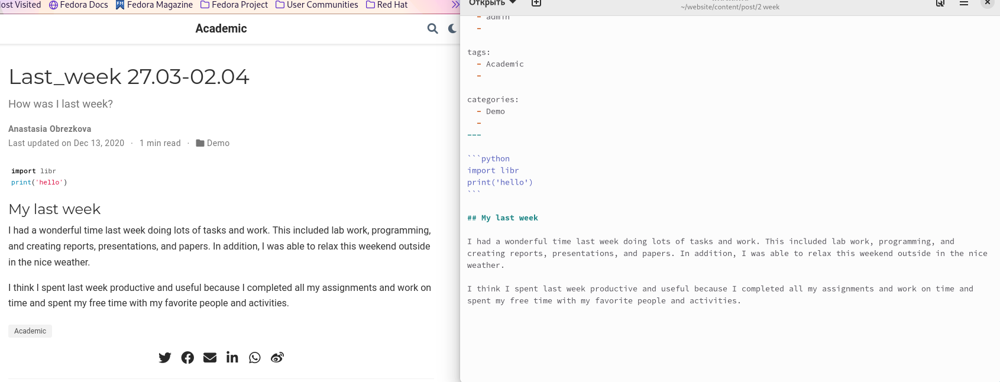 Most Visited Fedora Docs Fedora Magazine Fedora Project User Communities Red Hat
Academic
Last_week 27.03-02.04
How was I last week?
Anastasia Obrezkova
Last updated on Dec 13, 2020 · 1 min read · Demo
import libr
print('hello')
My last week
I had a wonderful time last week doing lots of tasks and work. This included lab work, programming,
and creating reports, presentations, and papers. In addition, I was able to relax this weekend outside
in the nice weather.
I think I spent last week productive and useful because I completed all my assignments and work on
time and spent my free time with my favorite people and activities.
Academic
Открыть
~/website/content/post/2 week
- admin
-
tags:
- Academic
-
categories:
- Demo
-
---
```python
import libr
print('hello')
```
## My last week
I had a wonderful time last week doing lots of tasks and work. This included lab work, programming, and
creating reports, presentations, and papers. In addition, I was able to relax this weekend outside in the nice
weather.
I think I spent last week productive and useful because I completed all my assignments and work on time and
spent my free time with my favorite people and activities.